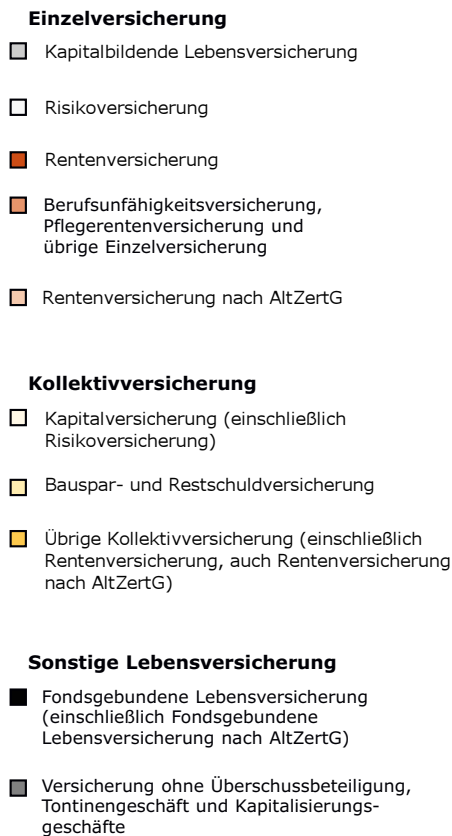 Einzelversicherung
Kapitalbildende Lebensversicherung
Risikoversicherung
Rentenversicherung
Berufsunfähigkeitsversicherung,
Pflegerentenversicherung und
übrige Einzelversicherung
Rentenversicherung nach AltZertG
Kollektivversicherung
Kapitalversicherung (einschließlich
Risikoversicherung)
Bauspar- und Restschuldversicherung
Übrige Kollektivversicherung (einschließlich
Rentenversicherung, auch Rentenversicherung
nach AltZertG)
Sonstige Lebensversicherung
Fondsgebundene Lebensversicherung
(einschließlich Fondsgebundene
Lebensversicherung nach AltZertG)
Versicherung ohne Überschussbeteiligung,
Tontinengeschäft und Kapitalisierungs-
geschäfte